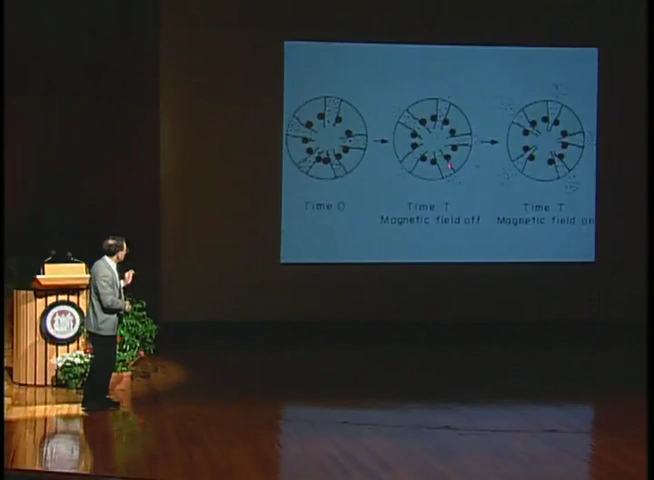 Time 0
Time T
Magnetic field off
Time T
Magnetic field on